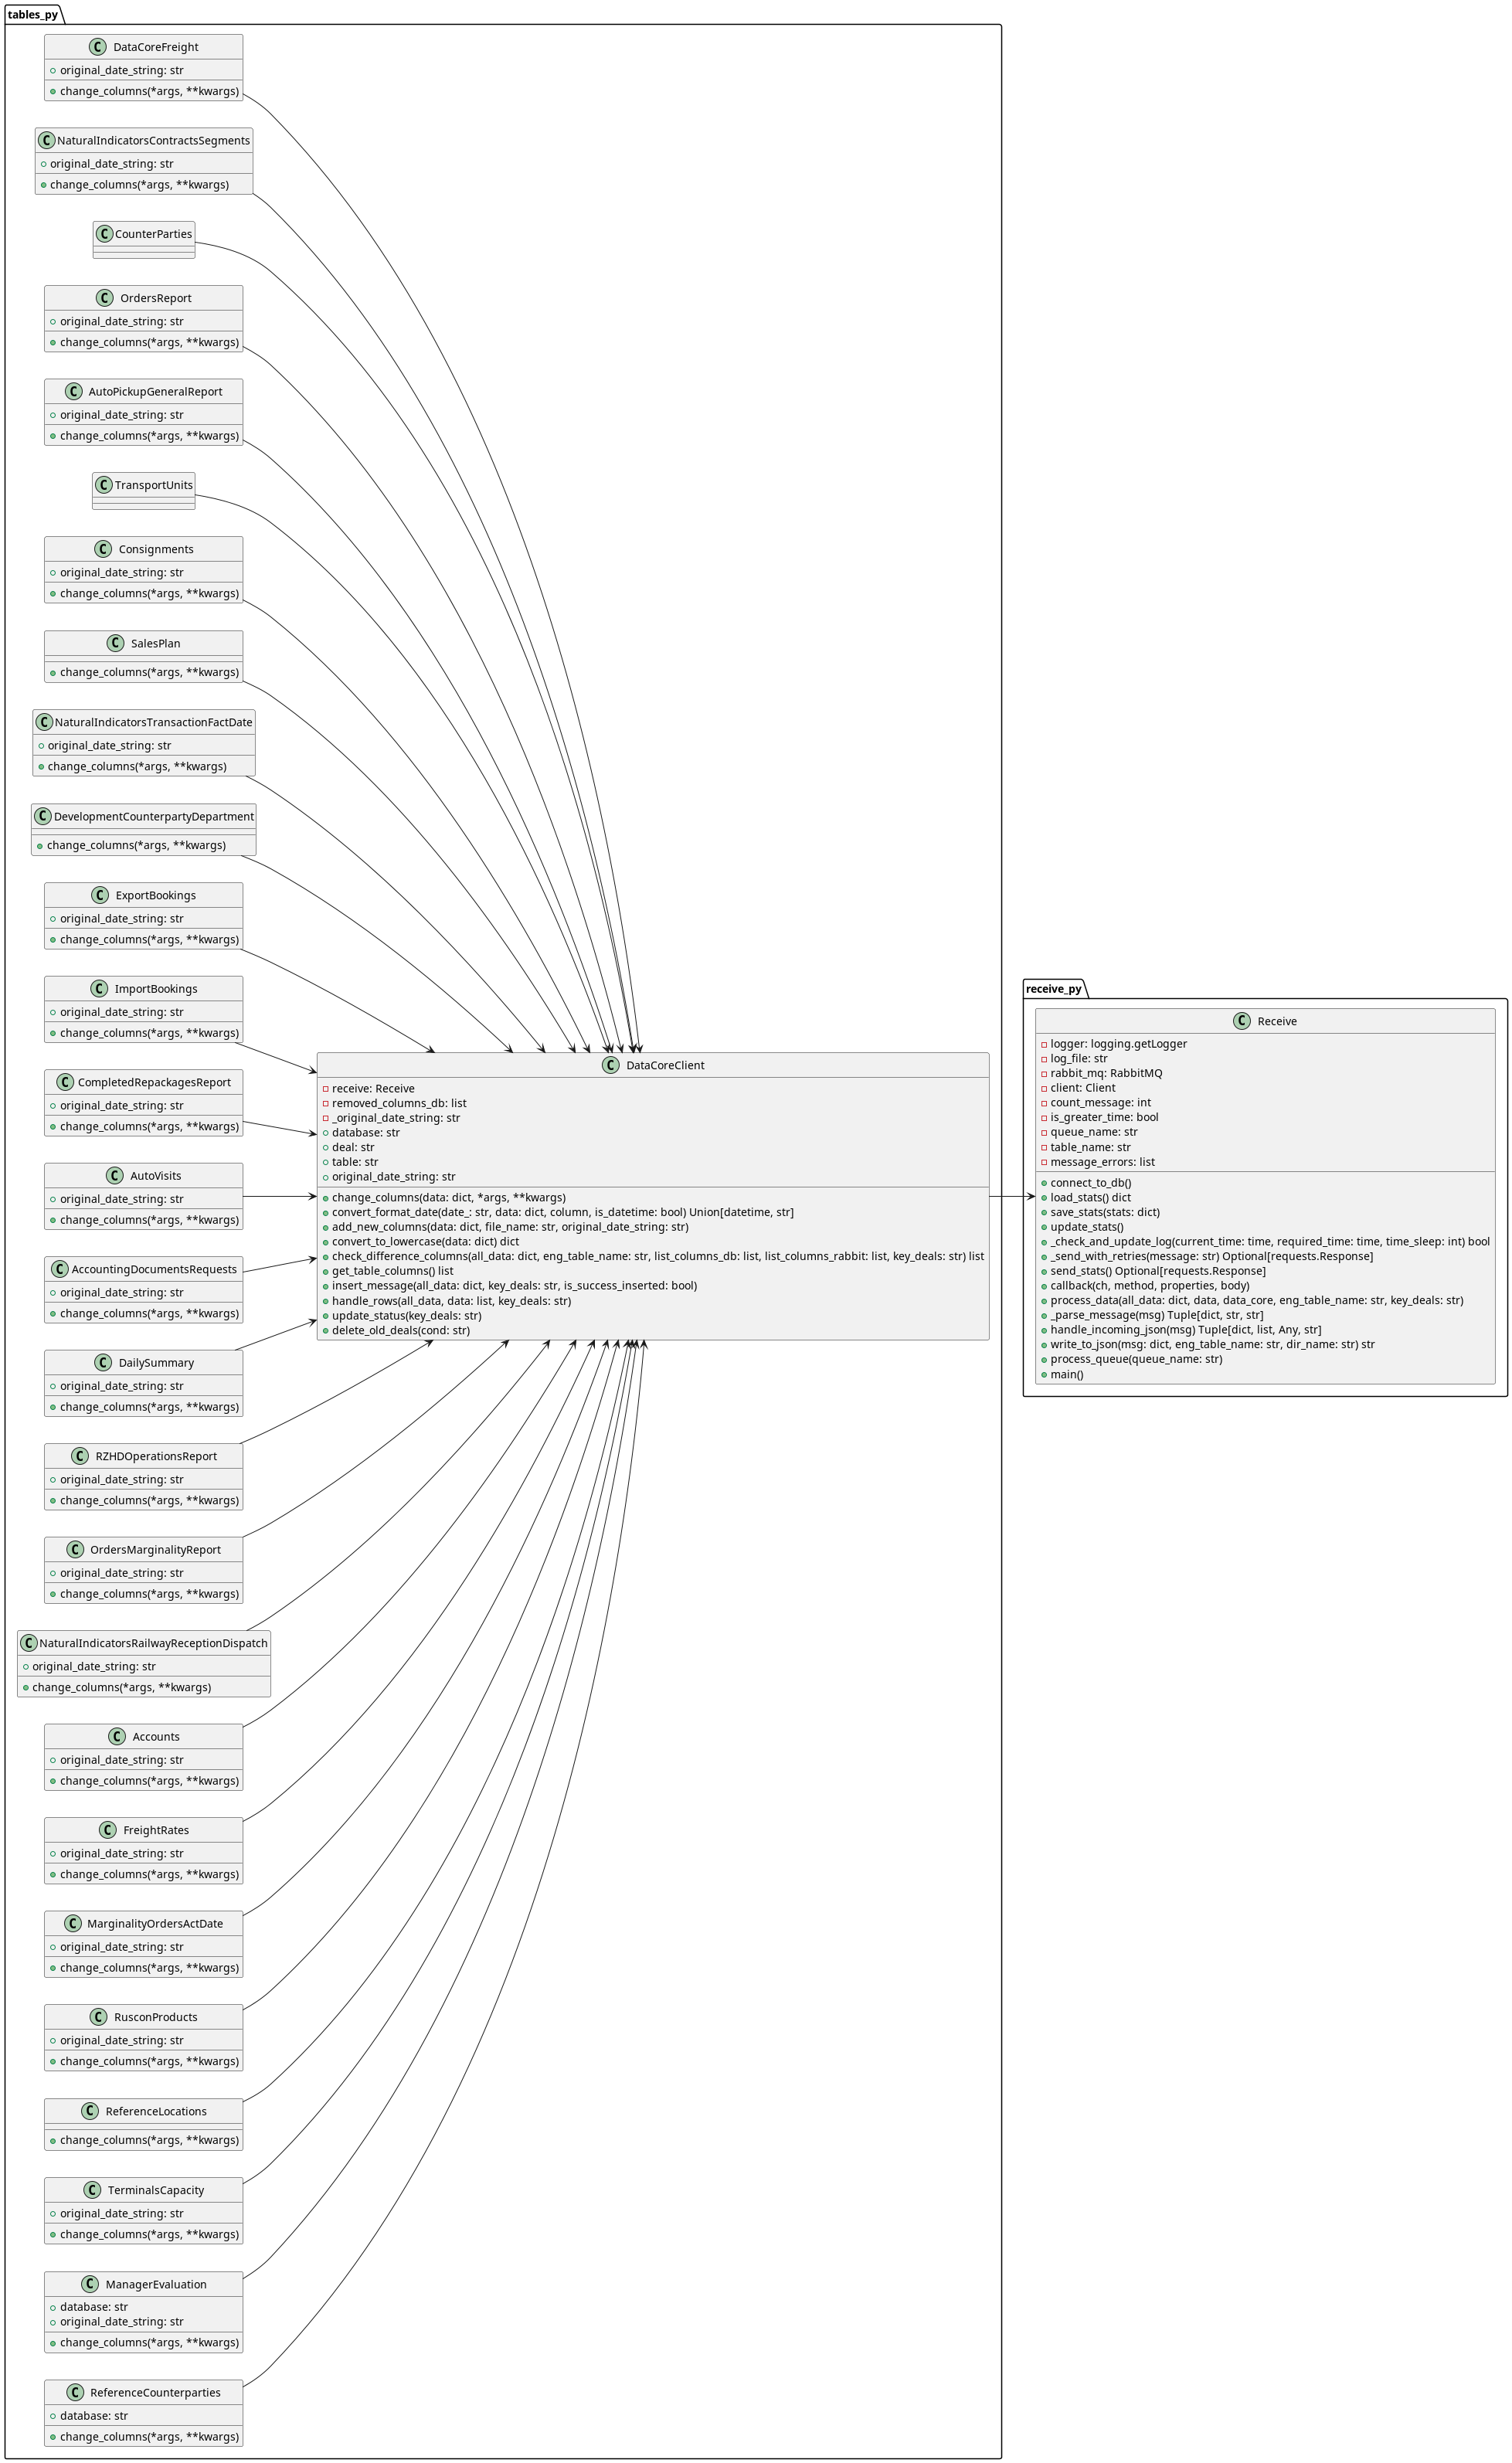 tables_py
C DataCoreFreight
original_date_string: str
change_columns(*args, **kwargs)
C NaturalIndicatorsContractsSegments
original_date_string: str
change_columns(*args, **kwargs)
C CounterParties
C OrdersReport
original_date_string: str
change_columns(*args, **kwargs)
C AutoPickupGeneralReport
original_date_string: str
change_columns(*args, **kwargs)
C TransportUnits
C Consignments
original_date_string: str
change_columns(*args, **kwargs)
C SalesPlan
change_columns(*args, **kwargs)
C NaturalIndicatorsTransactionFactDate
original_date_string: str
change_columns(*args, **kwargs)
C DevelopmentCounterpartyDepartment
change_columns(*args, **kwargs)
C ExportBookings
original_date_string: str
change_columns(*args, **kwargs)
C ImportBookings
original_date_string: str
change_columns(*args, **kwargs)
C CompletedRepackagesReport
original_date_string: str
change_columns(*args, **kwargs)
C AutoVisits
original_date_string: str
change_columns(*args, **kwargs)
C AccountingDocumentsRequests
original_date_string: str
change_columns(*args, **kwargs)
C DailySummary
original_date_string: str
change_columns(*args, **kwargs)
C RZHDOperationsReport
original_date_string: str
change_columns(*args, **kwargs)
C OrdersMarginalityReport
original_date_string: str
change_columns(*args, **kwargs)
C NaturalIndicatorsRailwayReceptionDispatch
original_date_string: str
change_columns(*args, **kwargs)
C Accounts
original_date_string: str
change_columns(*args, **kwargs)
C FreightRates
original_date_string: str
change_columns(*args, **kwargs)
C MarginalityOrdersActDate
original_date_string: str
change_columns(*args, **kwargs)
C RusconProducts
original_date_string: str
change_columns(*args, **kwargs)
C ReferenceLocations
change_columns(*args, **kwargs)
C TerminalsCapacity
original_date_string: str
change_columns(*args, **kwargs)
C ManagerEvaluation
database: str
original_date_string: str
change_columns(*args, **kwargs)
C ReferenceCounterparties
database: str
change_columns(*args, **kwargs)
C DataCoreClient
receive: Receive
removed_columns_db: list
_original_date_string: str
database: str
deal: str
table: str
original_date_string: str
change_columns(data: dict, *args, **kwargs)
convert_format_date(date_: str, data: dict, column, is_datetime: bool) Union[datetime, str]
add_new_columns(data: dict, file_name: str, original_date_string: str)
convert_to_lowercase(data: dict) dict
check_difference_columns(all_data: dict, eng_table_name: str, list_columns_db: list, list_columns_rabbit: list, key_deals: str) list
get_table_columns() list
insert_message(all_data: dict, key_deals: str, is_success_inserted: bool)
handle_rows(all_data, data: list, key_deals: str)
update_status(key_deals: str)
delete_old_deals(cond: str)
receive_py
C Receive
logger: logging.getLogger
log_file: str
rabbit_mq: RabbitMQ
client: Client
count_message: int
is_greater_time: bool
queue_name: str
table_name: str
message_errors: list
connect_to_db()
load_stats() dict
save_stats(stats: dict)
update_stats()
_check_and_update_log(current_time: time, required_time: time, time_sleep: int) bool
_send_with_retries(message: str) Optional[requests.Response]
send_stats() Optional[requests.Response]
callback(ch, method, properties, body)
process_data(all_data: dict, data, data_core, eng_table_name: str, key_deals: str)
_parse_message(msg) Tuple[dict, str, str]
handle_incoming_json(msg) Tuple[dict, list, Any, str]
write_to_json(msg: dict, eng_table_name: str, dir_name: str) str
process_queue(queue_name: str)
main()